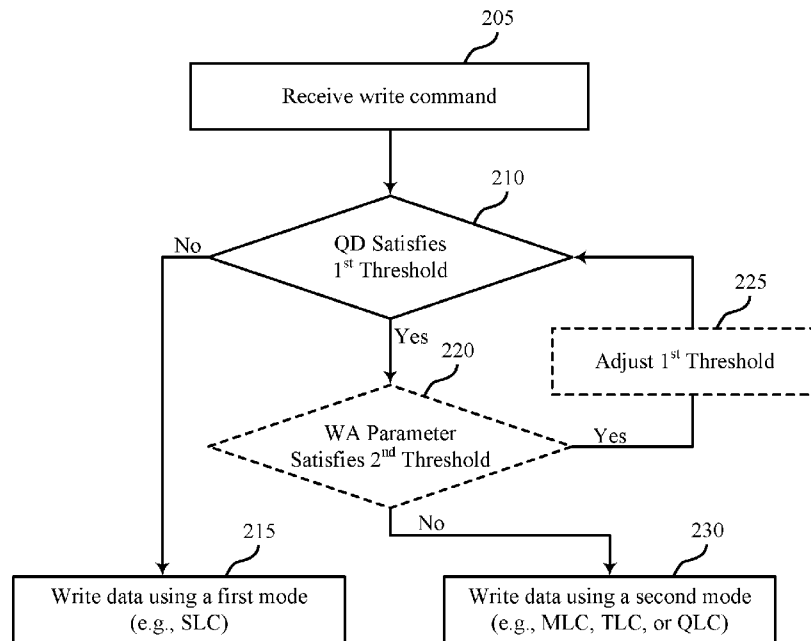 205
Receive write command
210
No
QD Satisfies
1st Threshold
225
Yes
Adjust 1st Threshold
220
WA Parameter
Satisfies 2nd Threshold
Yes
No
215
230
Write data using a first mode
(e.g., SLC)
Write data using a second mode
(e.g., MLC, TLC, or QLC)